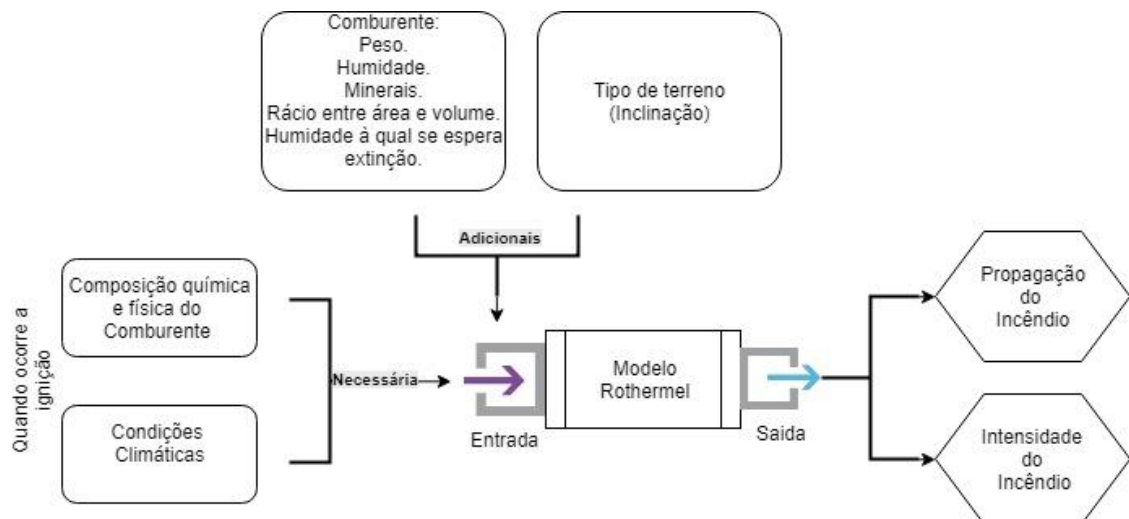 Comburente:
Peso.
Humidade.
Minerais.
Rácio entre área e volume.
Humidade à qual se espera
extinção.
Tipo de terreno
(Inclinação)
Adicionais
Quando ocorre a
ignição
Composição química
e física do
Comburente
Condições
Climáticas
Necessária
Entrada
Modelo
Rothermel
Saida
Propagação
do
Incêndio
Intensidade
do
Incêndio